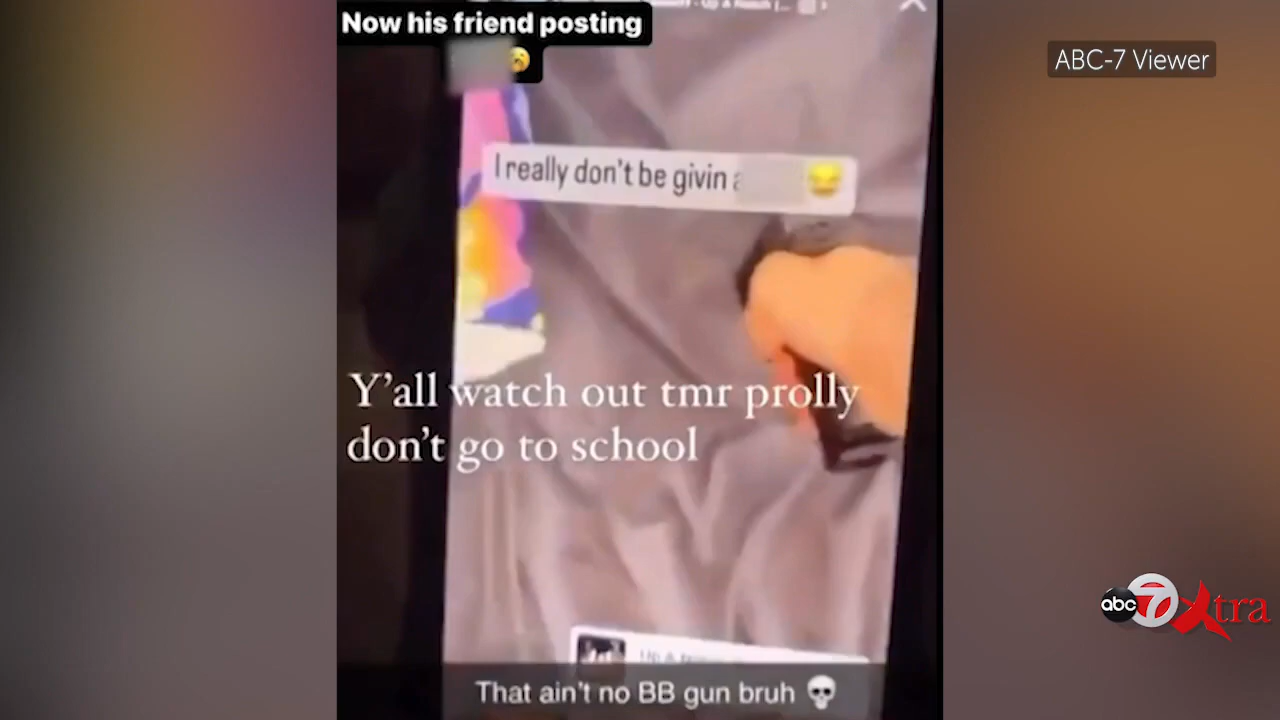 Now his friend posting
ABC-7 Viewer
I really don't be givin
Y'all watch out tmr prolly
don't go to school
abc 7 Xtra
That ain't no BB gun bruh